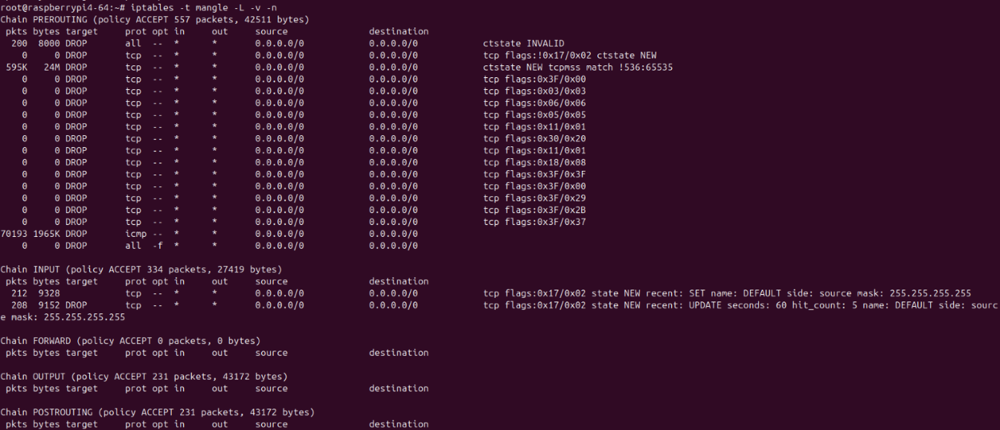 root@raspberrypi4-64:~# iptables -t mangle -L -v -n
Chain PREROUTING (policy ACCEPT 557 packets, 42511 bytes)
 pkts bytes target     prot opt in     out     source               destination
  200  8000 DROP       all  --  *      *       0.0.0.0/0            0.0.0.0/0            ctstate INVALID
    0     0 DROP       tcp  --  *      *       0.0.0.0/0            0.0.0.0/0            tcp flags:!0x17/0x02 ctstate NEW
 595K   24M DROP       tcp  --  *      *       0.0.0.0/0            0.0.0.0/0            ctstate NEW tcpmss match !536:65535
    0     0 DROP       tcp  --  *      *       0.0.0.0/0            0.0.0.0/0            tcp flags:0x3F/0x00
    0     0 DROP       tcp  --  *      *       0.0.0.0/0            0.0.0.0/0            tcp flags:0x03/0x03
    0     0 DROP       tcp  --  *      *       0.0.0.0/0            0.0.0.0/0            tcp flags:0x06/0x06
    0     0 DROP       tcp  --  *      *       0.0.0.0/0            0.0.0.0/0            tcp flags:0x05/0x05
    0     0 DROP       tcp  --  *      *       0.0.0.0/0            0.0.0.0/0            tcp flags:0x11/0x01
    0     0 DROP       tcp  --  *      *       0.0.0.0/0            0.0.0.0/0            tcp flags:0x30/0x20
    0     0 DROP       tcp  --  *      *       0.0.0.0/0            0.0.0.0/0            tcp flags:0x11/0x01
    0     0 DROP       tcp  --  *      *       0.0.0.0/0            0.0.0.0/0            tcp flags:0x18/0x08
    0     0 DROP       tcp  --  *      *       0.0.0.0/0            0.0.0.0/0            tcp flags:0x3F/0x3F
    0     0 DROP       tcp  --  *      *       0.0.0.0/0            0.0.0.0/0            tcp flags:0x3F/0x00
    0     0 DROP       tcp  --  *      *       0.0.0.0/0            0.0.0.0/0            tcp flags:0x3F/0x29
    0     0 DROP       tcp  --  *      *       0.0.0.0/0            0.0.0.0/0            tcp flags:0x3F/0x2B
    0     0 DROP       tcp  --  *      *       0.0.0.0/0            0.0.0.0/0            tcp flags:0x3F/0x37
70193 1965K DROP       icmp --  *      *       0.0.0.0/0            0.0.0.0/0
    0     0 DROP       all  -f  *      *       0.0.0.0/0            0.0.0.0/0

Chain INPUT (policy ACCEPT 334 packets, 27419 bytes)
 pkts bytes target     prot opt in     out     source               destination
  212  9328            tcp  --  *      *       0.0.0.0/0            0.0.0.0/0            tcp flags:0x17/0x02 state NEW recent: SET name: DEFAULT side: source mask: 255.255.255.255
  208  9152 DROP       tcp  --  *      *       0.0.0.0/0            0.0.0.0/0            tcp flags:0x17/0x02 state NEW recent: UPDATE seconds: 60 hit_count: 5 name: DEFAULT side: sourc
e mask: 255.255.255.255

Chain FORWARD (policy ACCEPT 0 packets, 0 bytes)
 pkts bytes target     prot opt in     out     source               destination

Chain OUTPUT (policy ACCEPT 231 packets, 43172 bytes)
 pkts bytes target     prot opt in     out     source               destination

Chain POSTROUTING (policy ACCEPT 231 packets, 43172 bytes)
 pkts bytes target     prot opt in     out     source               destination